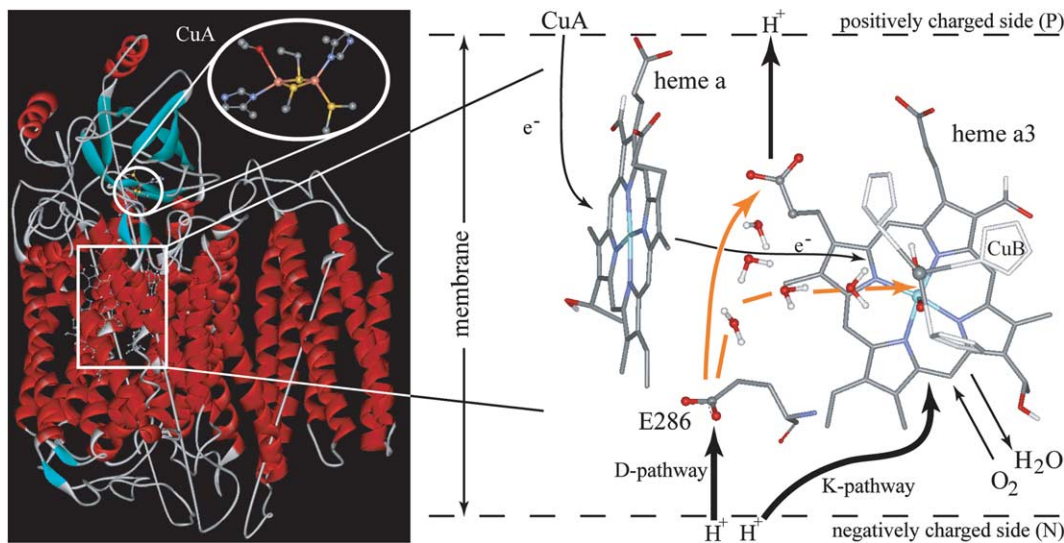 CuA
membrane
CuA
H+
positively charged side (P)
heme a
heme a3
e-
e-
CuB
E286
D-pathway
K-pathway
H2O
O2
H+
H+
negatively charged side (N)